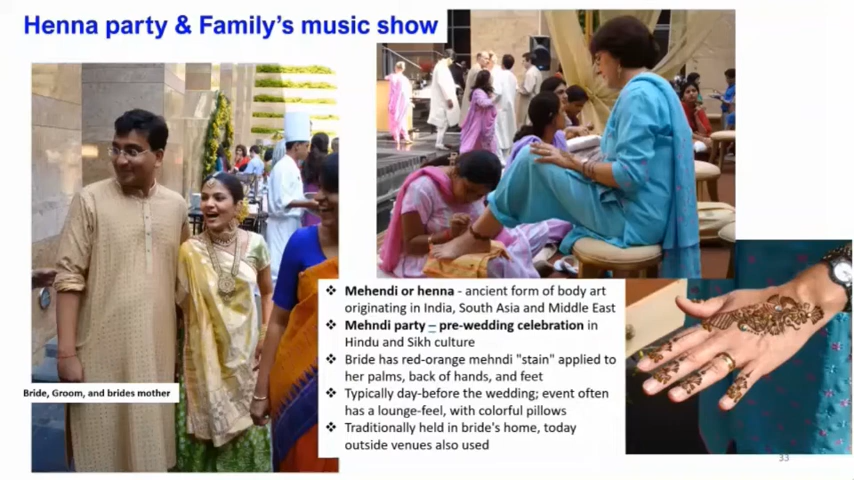 Henna party & Family's music show
Bride, Groom, and brides mother
❖ Mehendi or henna - ancient form of body art
originating in India, South Asia and Middle East
❖ Mehndi party – pre-wedding celebration in
Hindu and Sikh culture
❖ Bride has red-orange mehndi "stain" applied to
her palms, back of hands, and feet
❖ Typically day-before the wedding; event often
has a lounge-feel, with colorful pillows
❖ Traditionally held in bride's home, today
outside venues also used
33